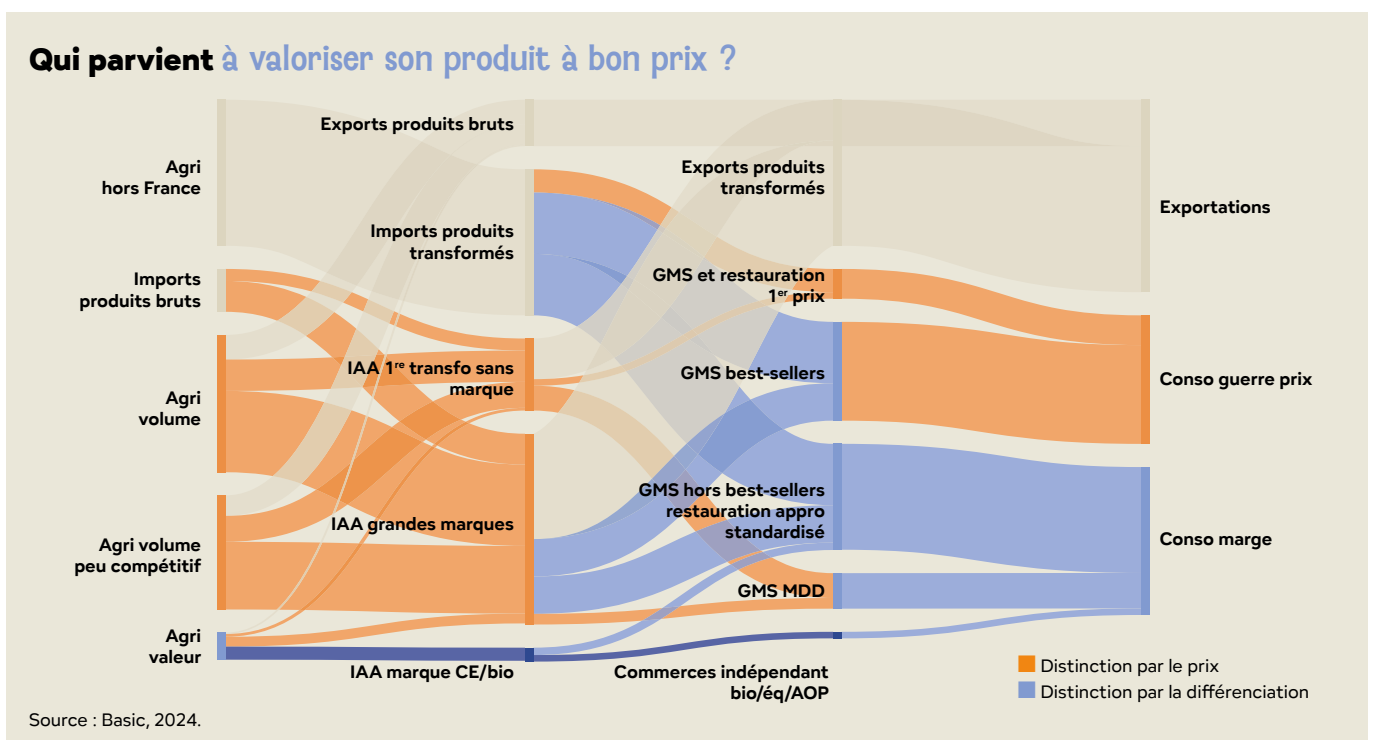 Qui parvient à valoriser son produit à bon prix ?
Agri
hors France
Imports
produits bruts
Agri
volume
Agri volume
peu compétitif
Agri
valeur
Exports produits bruts
Imports produits
transformés
IAA 1re transfo sans
marque
IAA grandes marques
IAA marque CE/bio
Exports produits
transformés
GMS et restauration
1er prix
GMS best-sellers
GMS hors best-sellers
restauration appro
standardisé
GMS MDD
Commerces indépendant
bio/éq/AOP
Exportations
Conso guerre prix
Conso marge
Distinction par le prix
Distinction par la différenciation
Source : Basic, 2024.